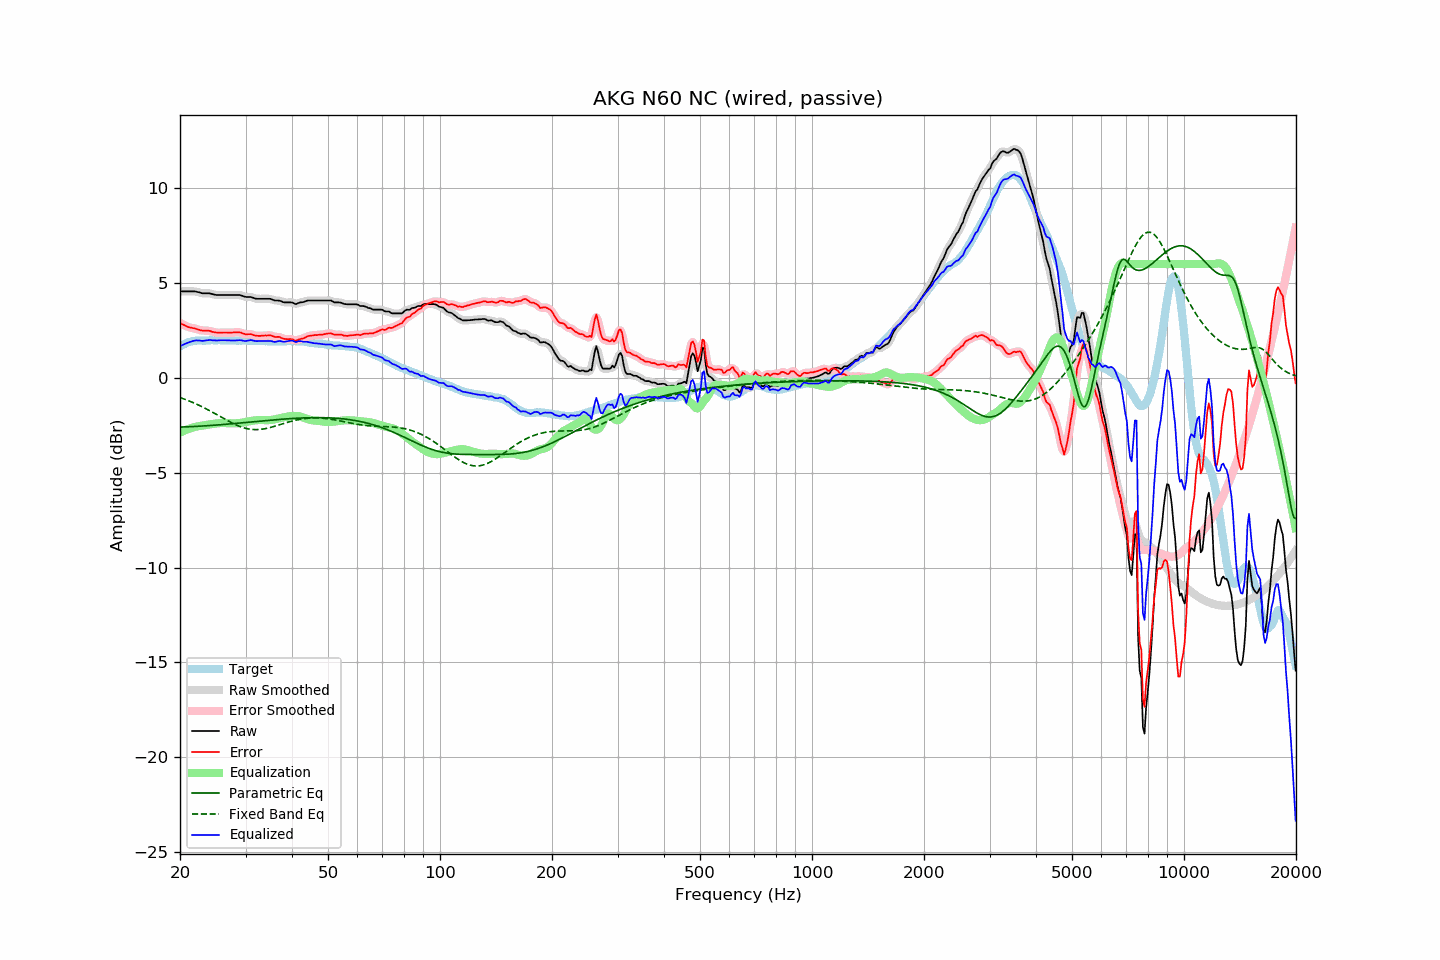 AKG N60 NC (wired, passive)
Amplitude (dBr)
10
5
0
−5
−10
−15
−20
−25
Target
Raw Smoothed
Error Smoothed
Raw
Error
Equalization
Parametric Eq
Fixed Band Eq
Equalized
20 50 100 200 500 1000 2000 5000 10000 20000
Frequency (Hz)